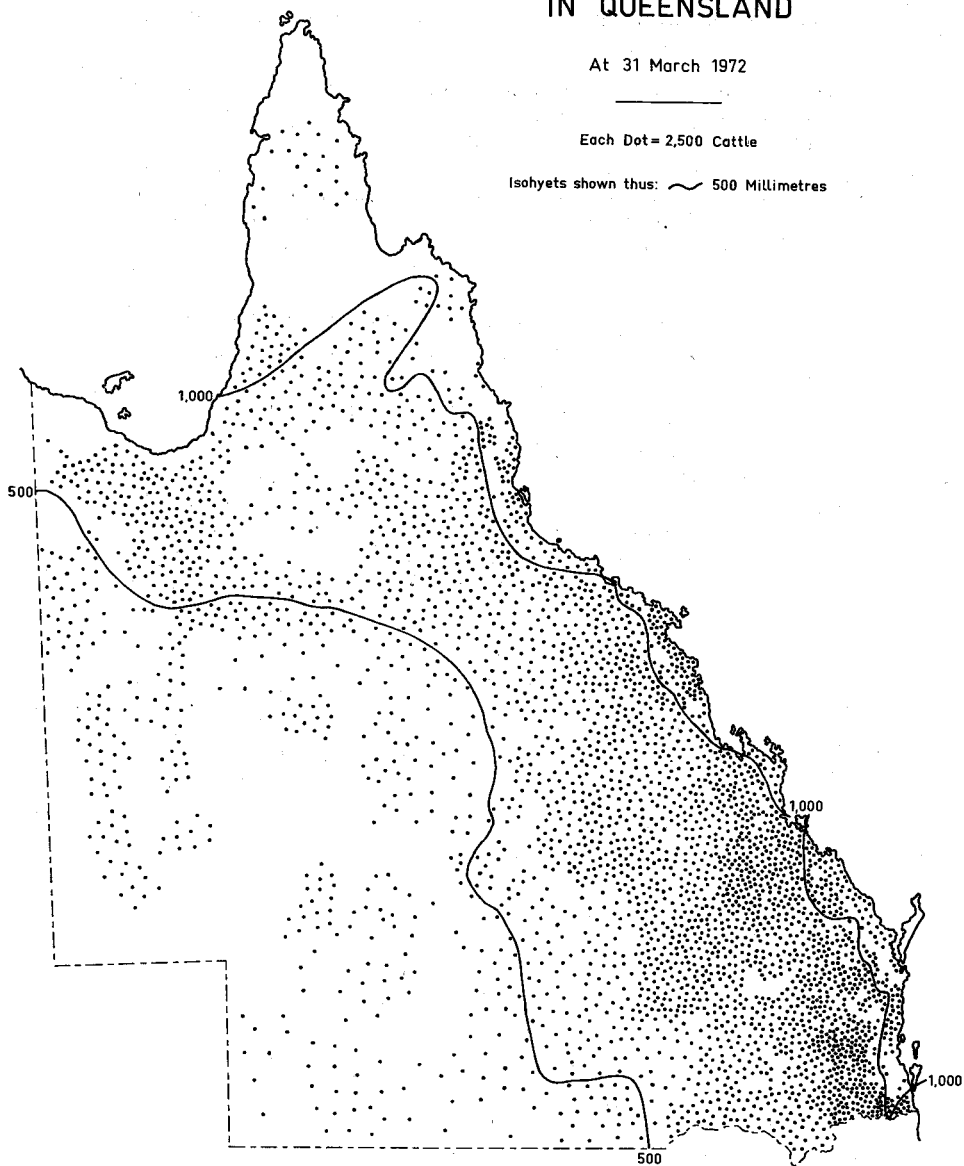 IN QUEENSLAND
At 31 March 1972
Each Dot = 2,500 Cattle
Isohyets shown thus: 500 Millimetres
1,000
500
1,000
1,000
500